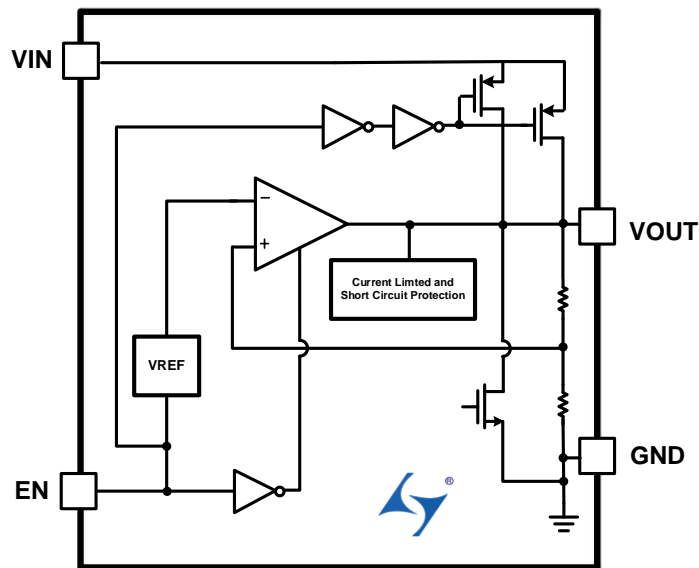 VIN
−
+
VOUT
Current Limted and
Short Circuit Protection
VREF
GND
EN
®